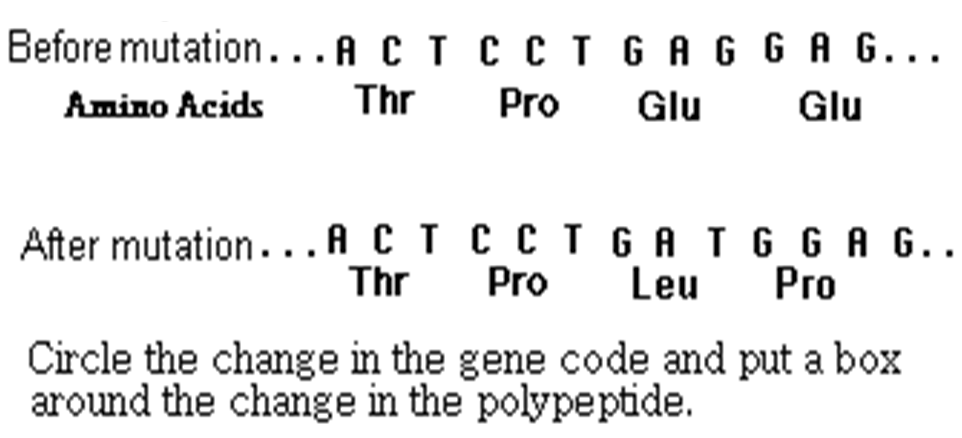 Before mutation...A C T C C T G A G G A G...
Amino Acids Thr Pro Glu Glu
After mutation...A C T C C T G A T G G A G..
Thr Pro Leu Pro
Circle the change in the gene code and put a box
around the change in the polypeptide.